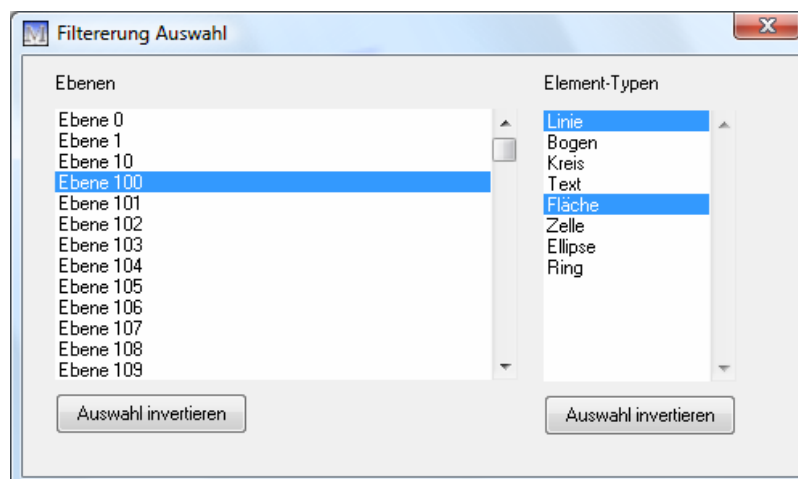 Filtererung Auswahl
Ebenen
Ebene 0
Ebene 1
Ebene 10
Ebene 100
Ebene 101
Ebene 102
Ebene 103
Ebene 104
Ebene 105
Ebene 106
Ebene 107
Ebene 108
Ebene 109
Auswahl invertieren
Element-Typen
Linie
Bogen
Kreis
Text
Fläche
Zelle
Ellipse
Ring
Auswahl invertieren